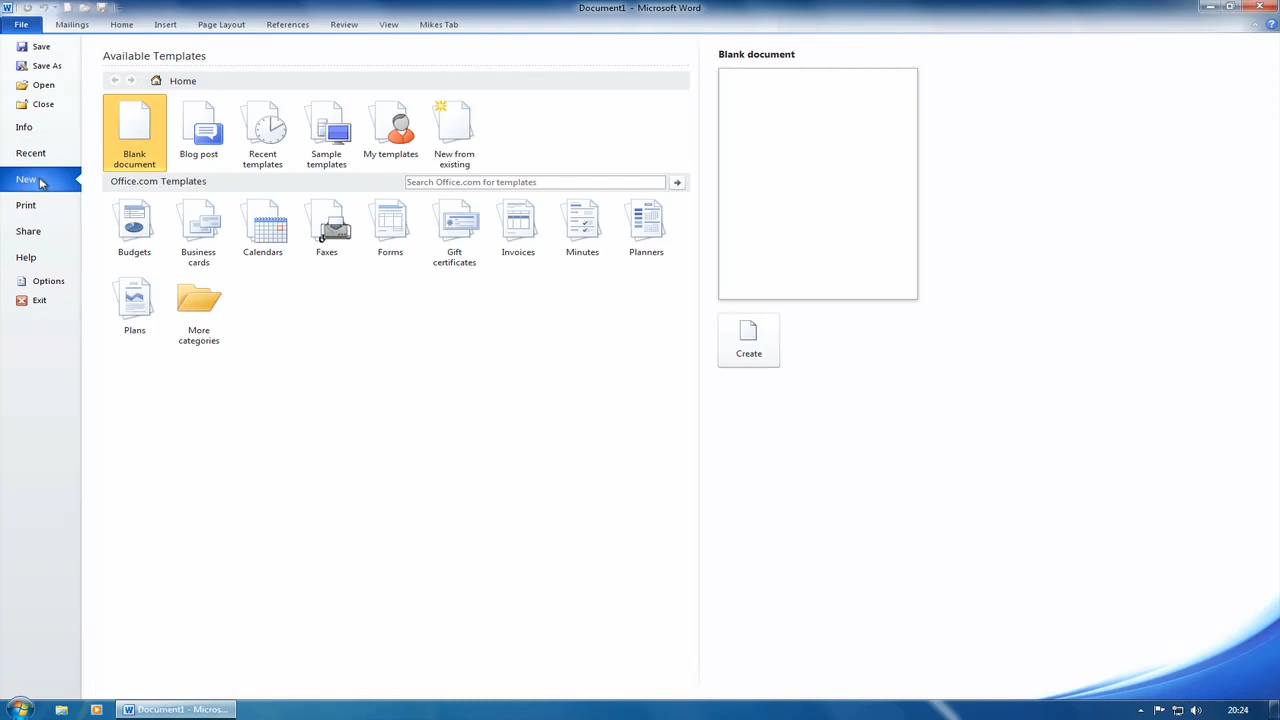 Document1 - Microsoft Word
File Mailings Home Insert Page Layout References Review View Mikes Tab
Save
Save As
Open
Close
Info
Recent
New
Print
Share
Help
Options
Exit
Available Templates
Home
Blank document
Blog post
Recent templates
Sample templates
My templates
New from existing
Office.com Templates
Search Office.com for templates
Budgets
Business cards
Calendars
Faxes
Forms
Gift certificates
Invoices
Minutes
Planners
Plans
More categories
Blank document
Create
Document1 - Micros...
20:24